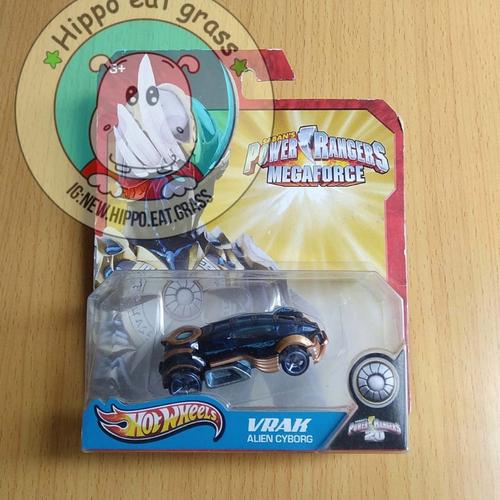 Hippo eat grass
IG:NEW.HIPPO.EAT.GRASS
3+
SABAN'S
POWER RANGERS
MEGAFORCE
HOT WHEELS
VRAK
ALIEN CYBORG
POWER RANGERS
20